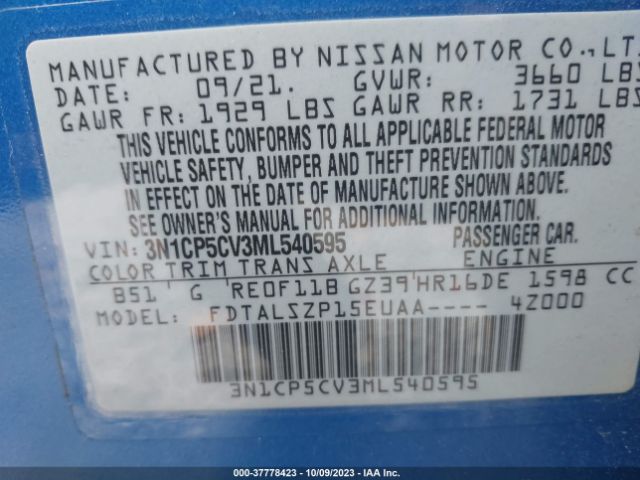 MANUFACTURED BY NISSAN MOTOR CO., LT
DATE: 09/21. GVWR: 3660 LBS
GAWR FR: 1929 LBS GAWR RR: 1731 LBS
THIS VEHICLE CONFORMS TO ALL APPLICABLE FEDERAL MOTOR
VEHICLE SAFETY, BUMPER AND THEFT PREVENTION STANDARDS
IN EFFECT ON THE DATE OF MANUFACTURE SHOWN ABOVE.
SEE OWNER'S MANUAL FOR ADDITIONAL INFORMATION.
VIN: 3N1CP5CV3ML540595 PASSENGER CAR.
COLOR TRIM TRANS AXLE ENGINE
B51 G RE0F11B GZ39 HR16DE 1598 CC
MODEL: FDTALSZP15EUAA---- 4Z000
3N1CP5CV3ML540595
© COPART - 37778423 - 10/09/2023 - IAA Inc.